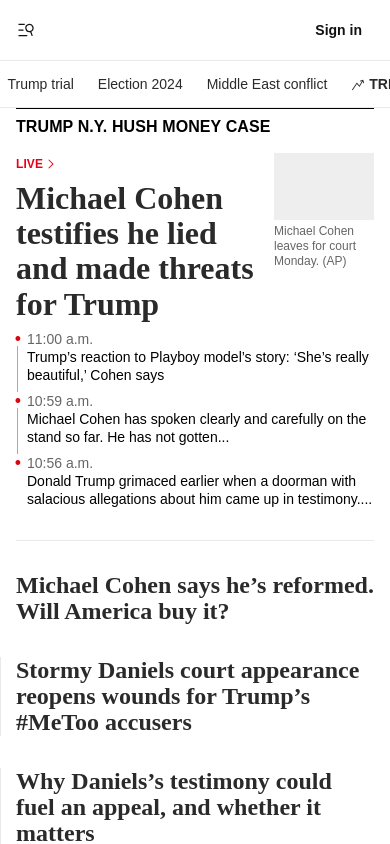 Sign in
Trump trial Election 2024 Middle East conflict
TRUMP N.Y. HUSH MONEY CASE
LIVE
Michael Cohen
testifies he lied
and made threats
for Trump
Michael Cohen
leaves for court
Monday. (AP)
11:00 a.m.
Trump’s reaction to Playboy model’s story: ‘She’s really
beautiful,’ Cohen says
10:59 a.m.
Michael Cohen has spoken clearly and carefully on the
stand so far. He has not gotten...
10:56 a.m.
Donald Trump grimaced earlier when a doorman with
salacious allegations about him came up in testimony....
Michael Cohen says he’s reformed.
Will America buy it?
Stormy Daniels court appearance
reopens wounds for Trump’s
#MeToo accusers
Why Daniels’s testimony could
fuel an appeal, and whether it
matters